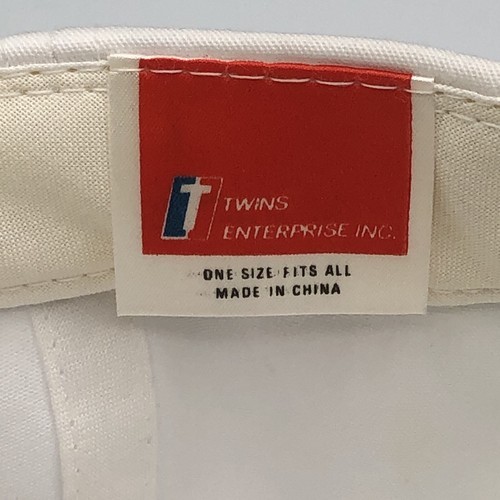 T
TWINS
ENTERPRISE INC.
ONE SIZE FITS ALL
MADE IN CHINA